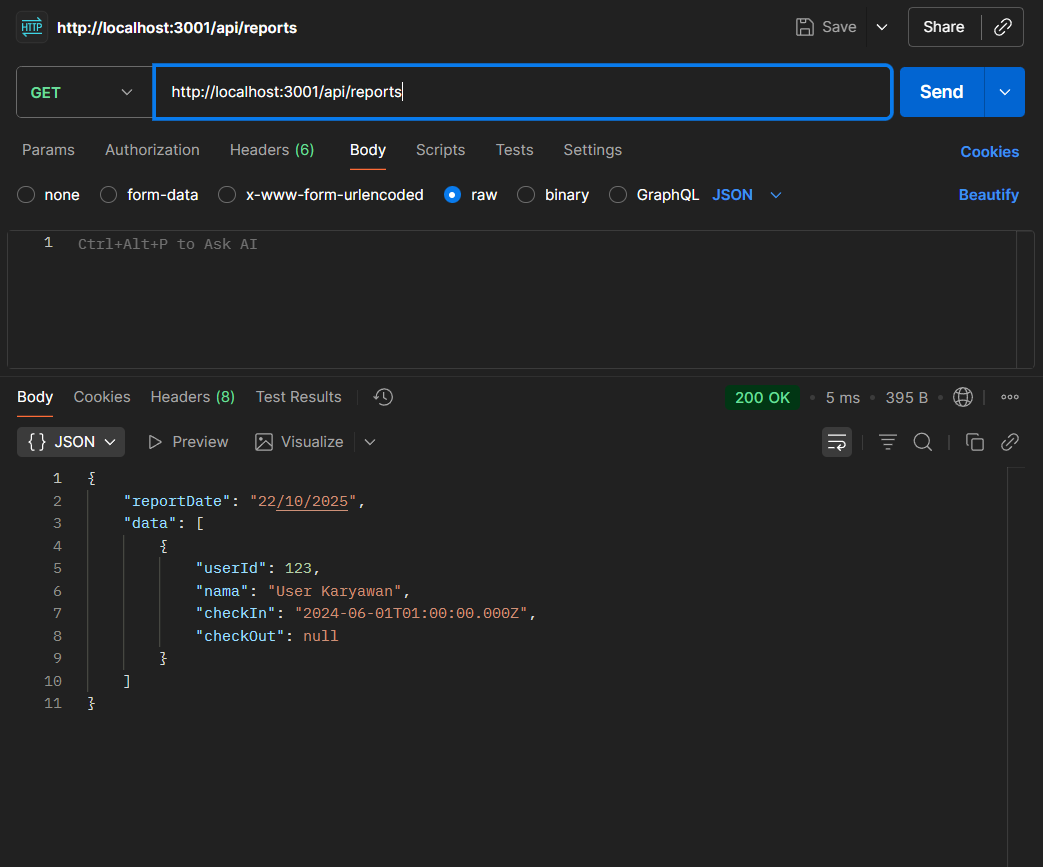 HTTP http://localhost:3001/api/reports Save Share
GET http://localhost:3001/api/reports Send
Params Authorization Headers (6) Body Scripts Tests Settings Cookies
none form-data x-www-form-urlencoded raw binary GraphQL JSON Beautify
1 Ctrl+Alt+P to Ask AI
Body Cookies Headers (8) Test Results 200 OK • 5 ms • 395 B •
{} JSON Preview Visualize
1 {
2 "reportDate": "22/10/2025",
3 "data": [
4 {
5 "userId": 123,
6 "nama": "User Karyawan",
7 "checkIn": "2024-06-01T01:00:00.000Z",
8 "checkOut": null
9 }
10 ]
11 }